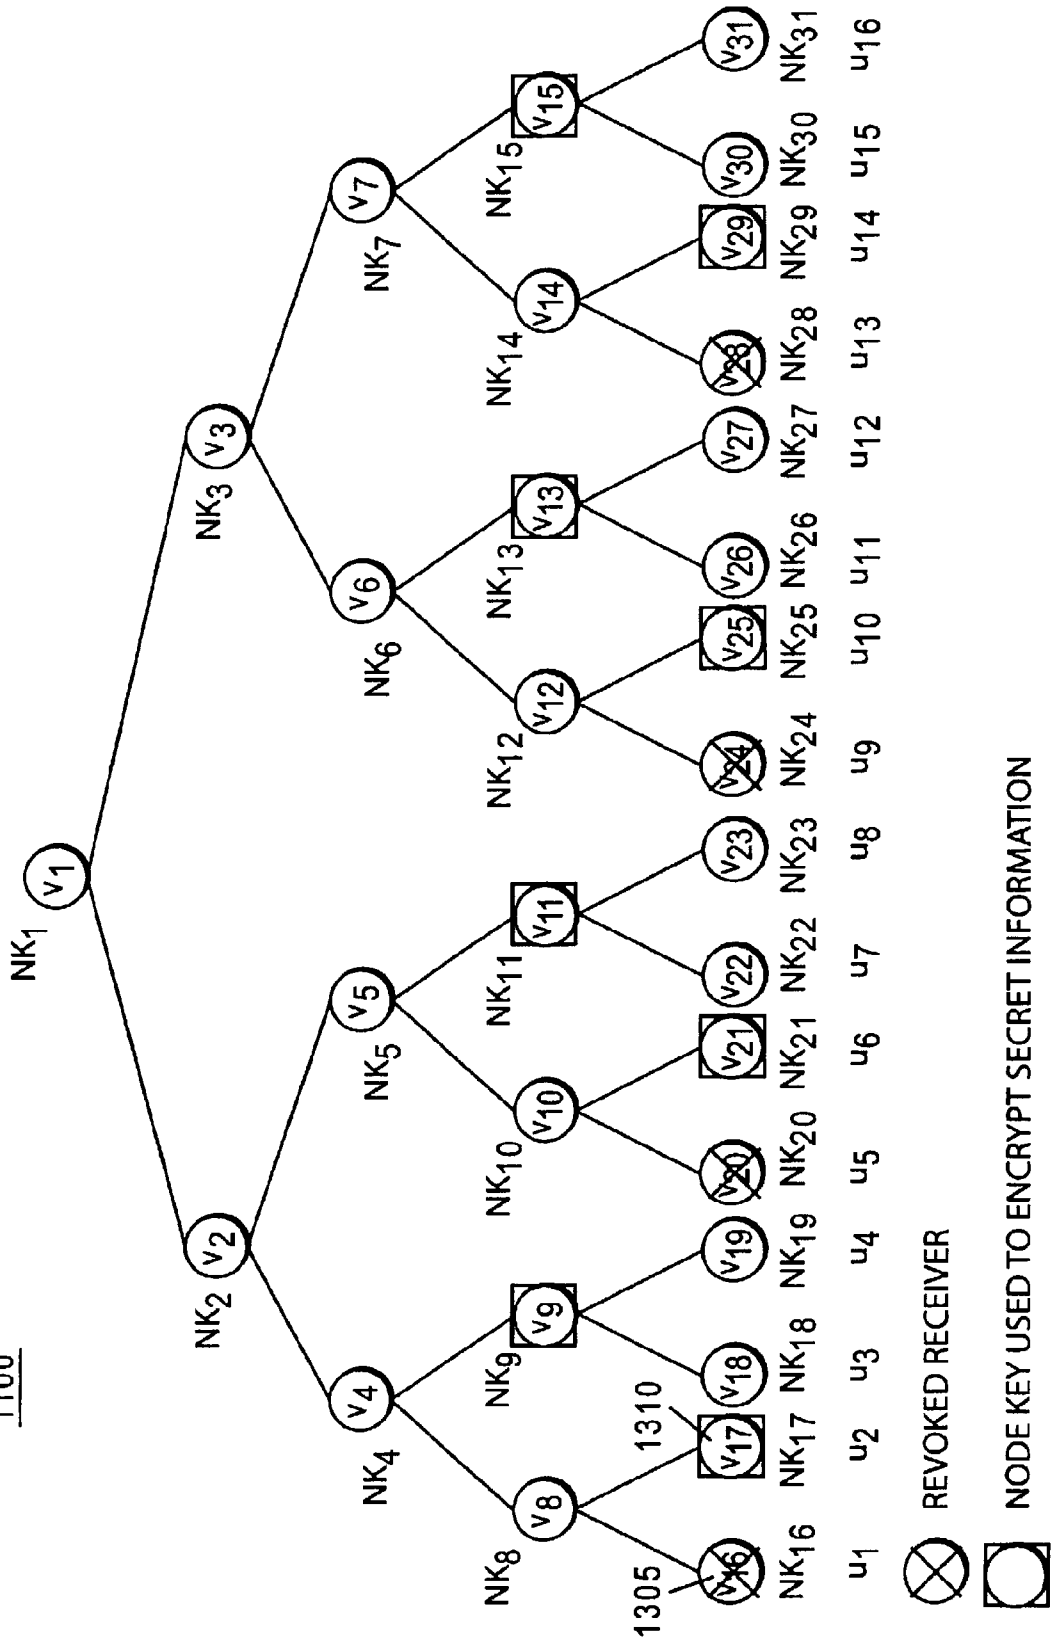 1100
NK1
v1
NK2
v2
NK3
v3
NK4
v4
NK5
v5
NK6
v6
NK7
v7
NK8
v8
NK9
v9
NK10
v10
NK11
v11
NK12
v12
NK13
v13
NK14
v14
NK15
v15
1305
1310
v16 v17 v18 v19 v20 v21 v22 v23 v24 v25 v26 v27 v28 v29 v30 v31
NK16 NK17 NK18 NK19 NK20 NK21 NK22 NK23 NK24 NK25 NK26 NK27 NK28 NK29 NK30 NK31
u1 u2 u3 u4 u5 u6 u7 u8 u9 u10 u11 u12 u13 u14 u15 u16
REVOKED RECEIVER
NODE KEY USED TO ENCRYPT SECRET INFORMATION